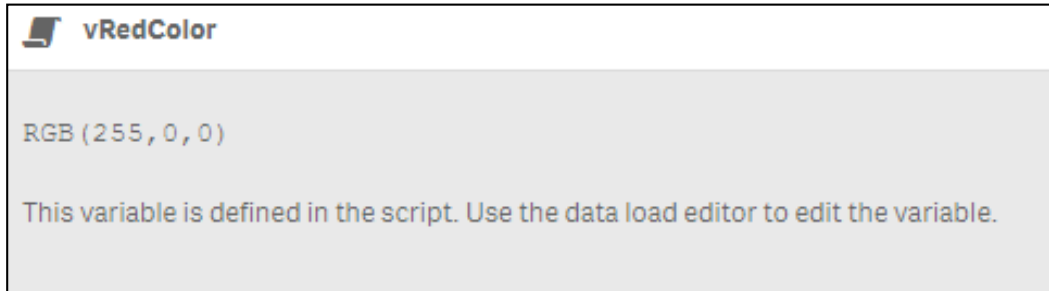 vRedColor
RGB(255,0,0)
This variable is defined in the script. Use the data load editor to edit the variable.